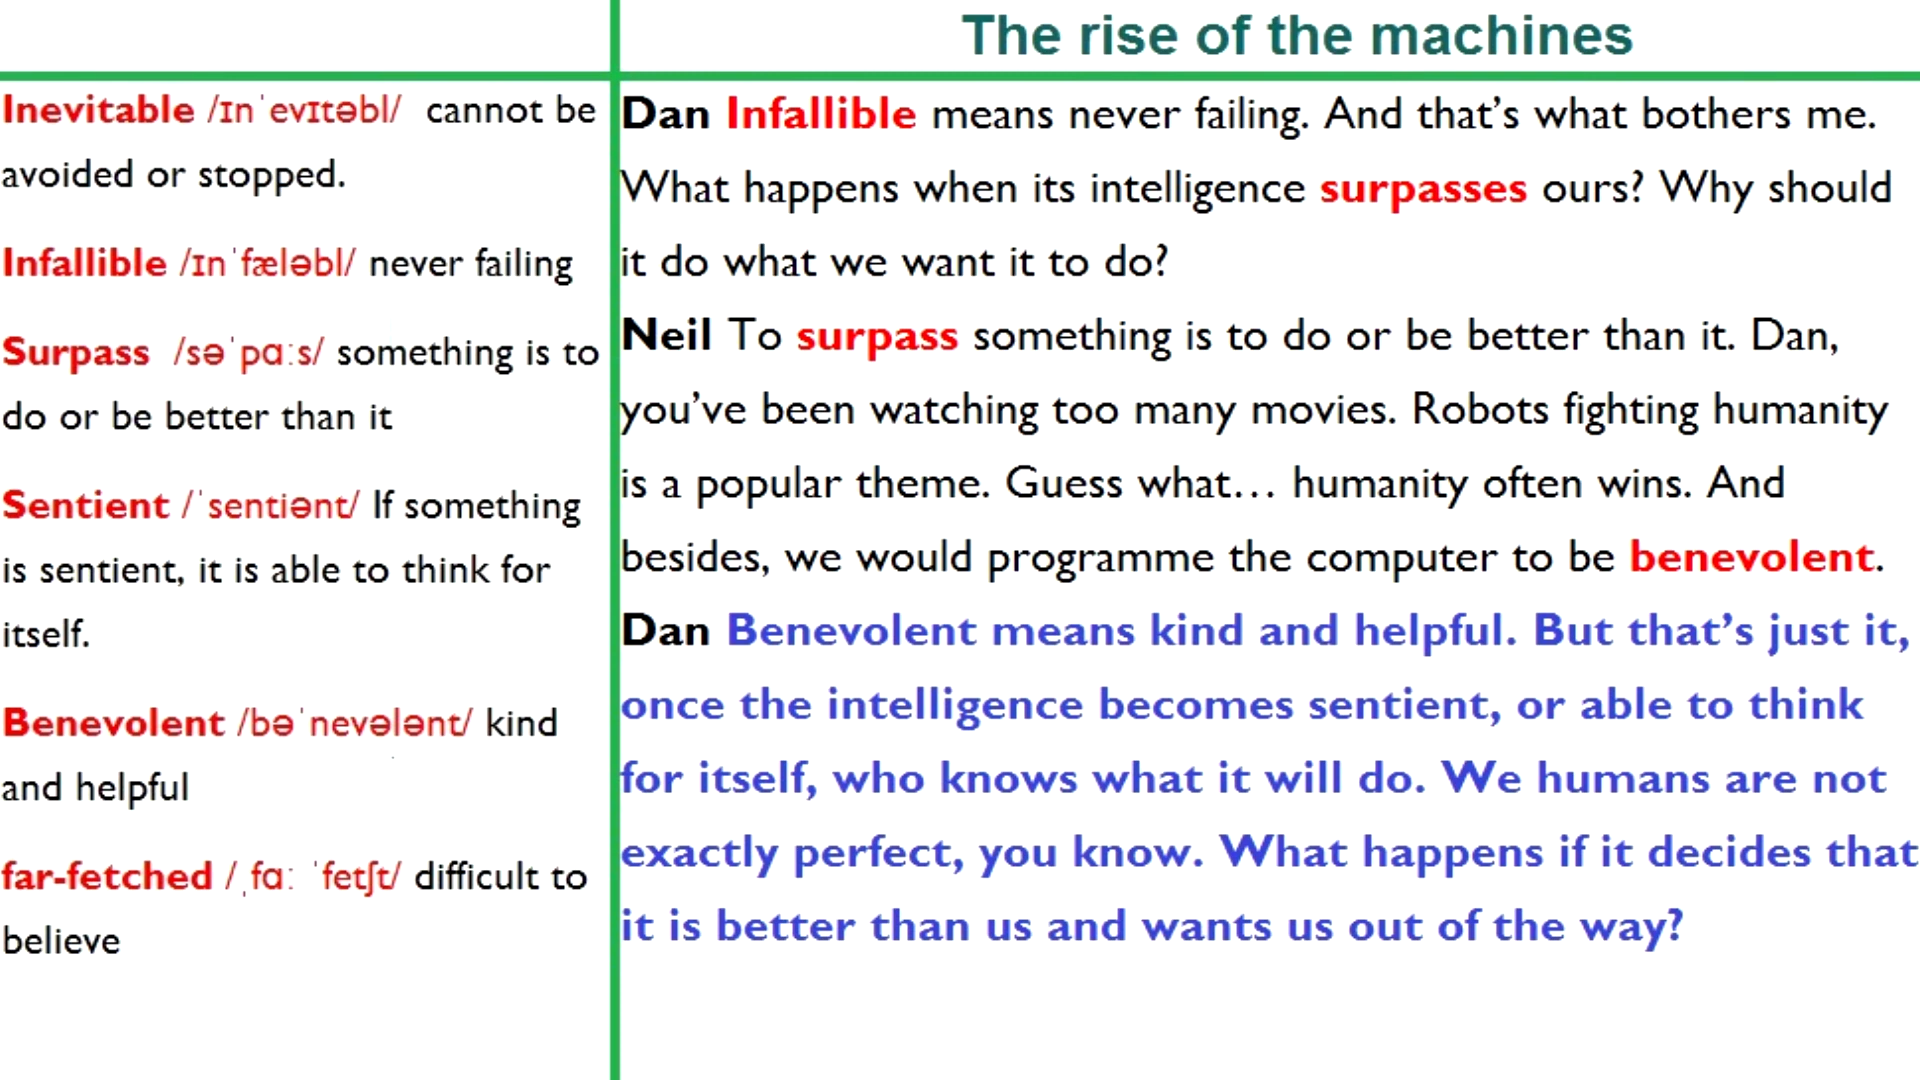 The rise of the machines
Inevitable /ɪnˈevɪtəbl/ cannot be
avoided or stopped.
Infallible /ɪnˈfæləbl/ never failing
Surpass /səˈpɑːs/ something is to
do or be better than it
Sentient /ˈsentiənt/ If something
is sentient, it is able to think for
itself.
Benevolent /bəˈnevələnt/ kind
and helpful
far-fetched /ˌfɑː ˈfetʃt/ difficult to
believe
Dan Infallible means never failing. And that’s what bothers me.
What happens when its intelligence surpasses ours? Why should
it do what we want it to do?
Neil To surpass something is to do or be better than it. Dan,
you’ve been watching too many movies. Robots fighting humanity
is a popular theme. Guess what… humanity often wins. And
besides, we would programme the computer to be benevolent.
Dan Benevolent means kind and helpful. But that’s just it,
once the intelligence becomes sentient, or able to think
for itself, who knows what it will do. We humans are not
exactly perfect, you know. What happens if it decides that
it is better than us and wants us out of the way?